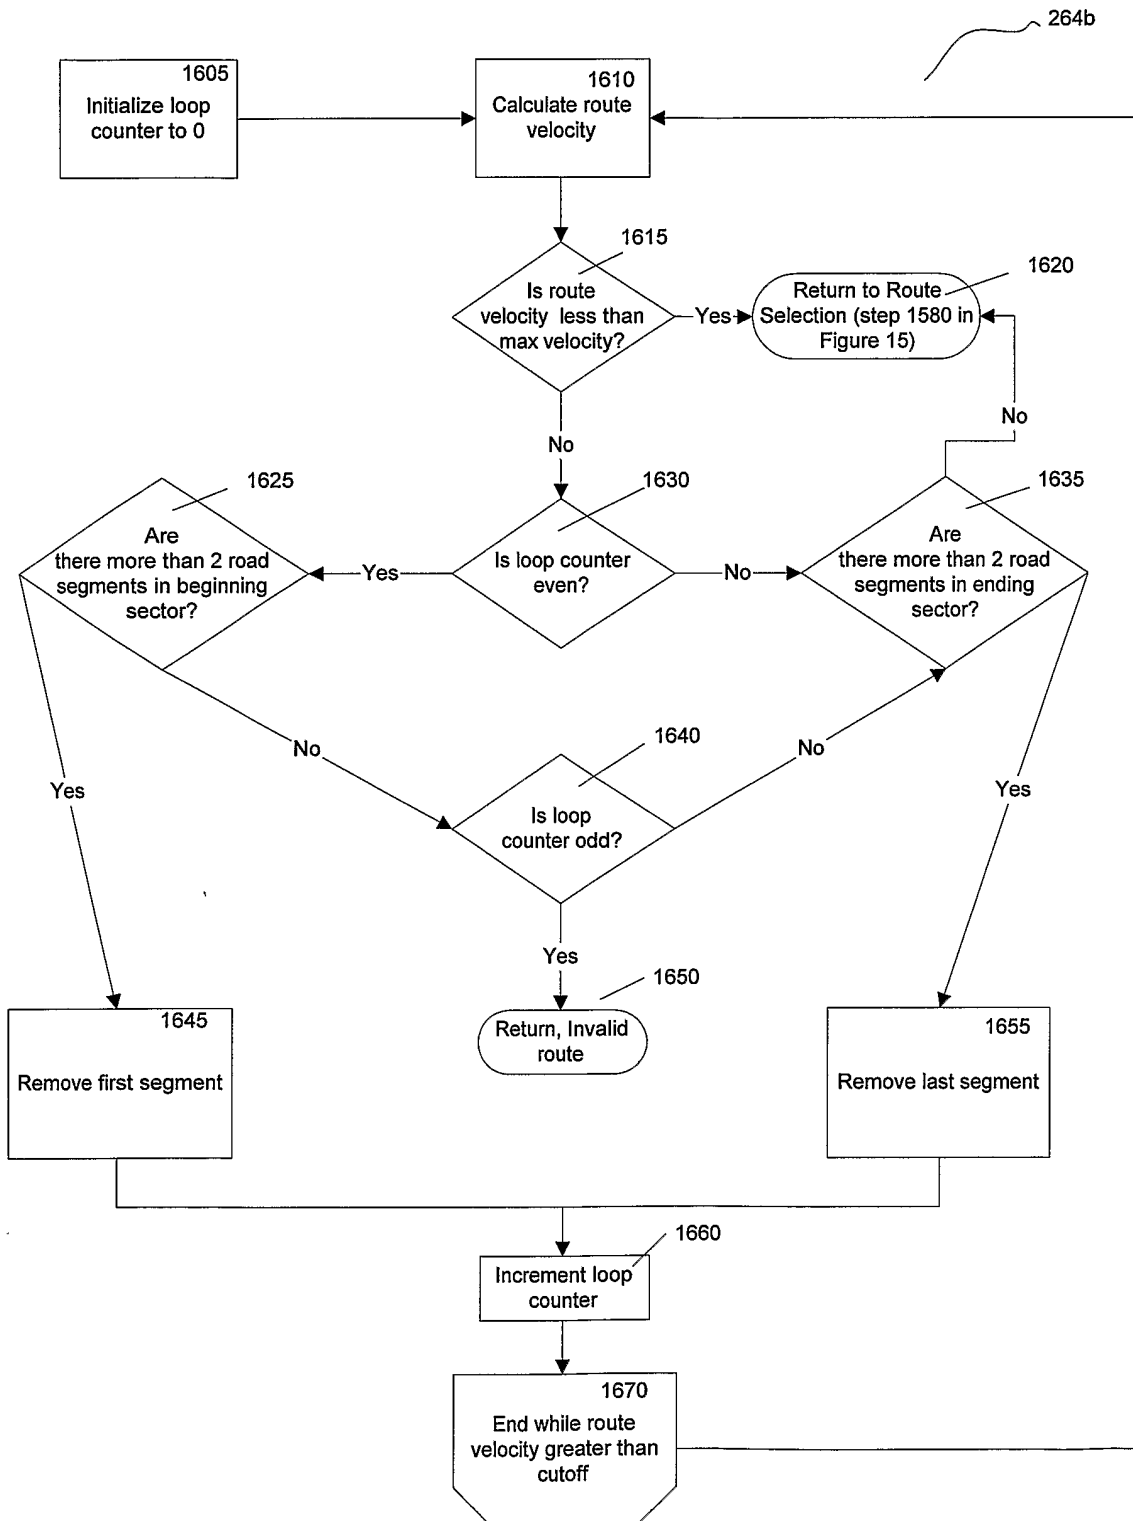 264b
1605
Initialize loop
counter to 0
1610
Calculate route
velocity
1615
Is route
velocity less than
max velocity?
Yes
1620
Return to Route
Selection (step 1580 in
Figure 15)
No
No
1625
Are
there more than 2 road
segments in beginning
sector?
Yes
1630
Is loop counter
even?
No
1635
Are
there more than 2 road
segments in ending
sector?
No
1640
Is loop
counter odd?
No
Yes
Yes
Yes
1645
Remove first segment
1650
Return, Invalid
route
1655
Remove last segment
1660
Increment loop
counter
1670
End while route
velocity greater than
cutoff